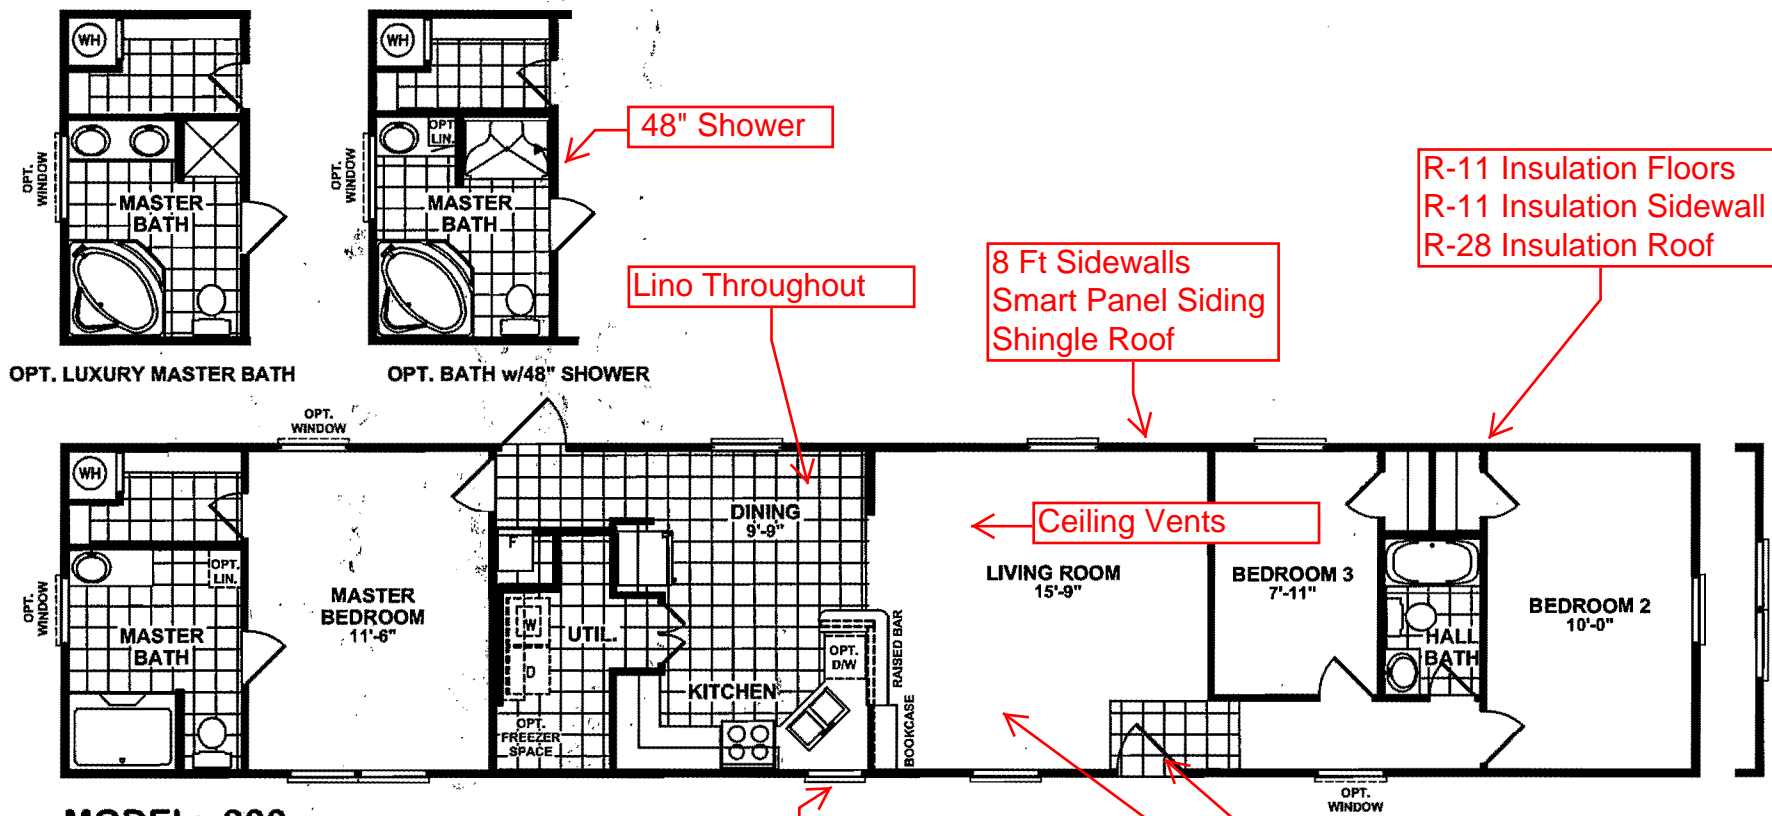 WH
WH
OPT.
LIN.
48" Shower
OPT.
WINDOW
OPT.
WINDOW
MASTER
BATH
MASTER
BATH
R-11 Insulation Floors
R-11 Insulation Sidewall
R-28 Insulation Roof
8 Ft Sidewalls
Smart Panel Siding
Shingle Roof
Lino Throughout
OPT. LUXURY MASTER BATH
OPT. BATH w/48" SHOWER
OPT.
WINDOW
WH
DINING
9'-9"
Ceiling Vents
F
OPT.
LIN.
OPT.
WINDOW
MASTER
BEDROOM
11'-6"
MASTER
BATH
W
D
UTIL.
OPT.
FREEZER
SPACE
KITCHEN
OPT.
D/W
RAISED BAR
BOOKCASE
LIVING ROOM
15'-9"
BEDROOM 3
7'-11"
HALL
BATH
BEDROOM 2
10'-0"
OPT.
WINDOW